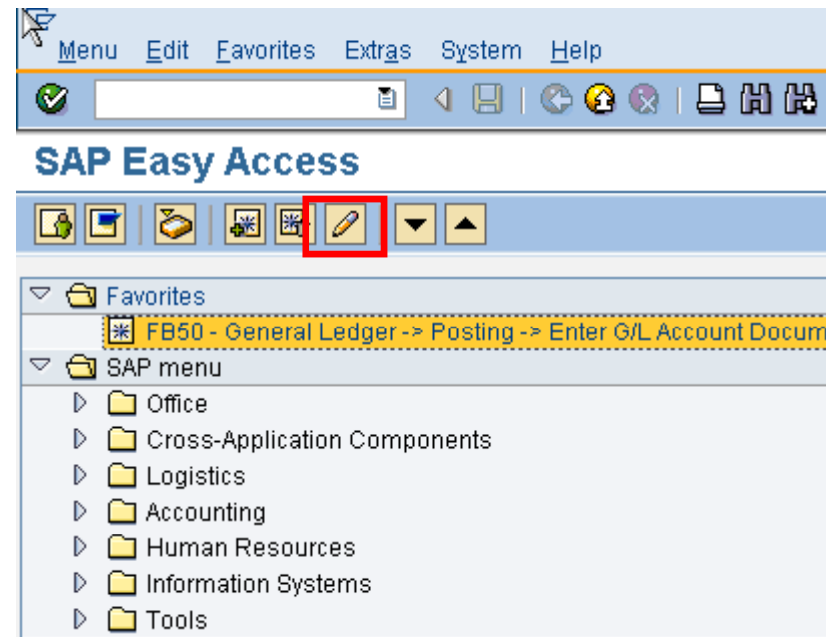 Menu Edit Favorites Extras System Help
SAP Easy Access
Favorites
FB50 - General Ledger -> Posting -> Enter G/L Account Docum
SAP menu
Office
Cross-Application Components
Logistics
Accounting
Human Resources
Information Systems
Tools